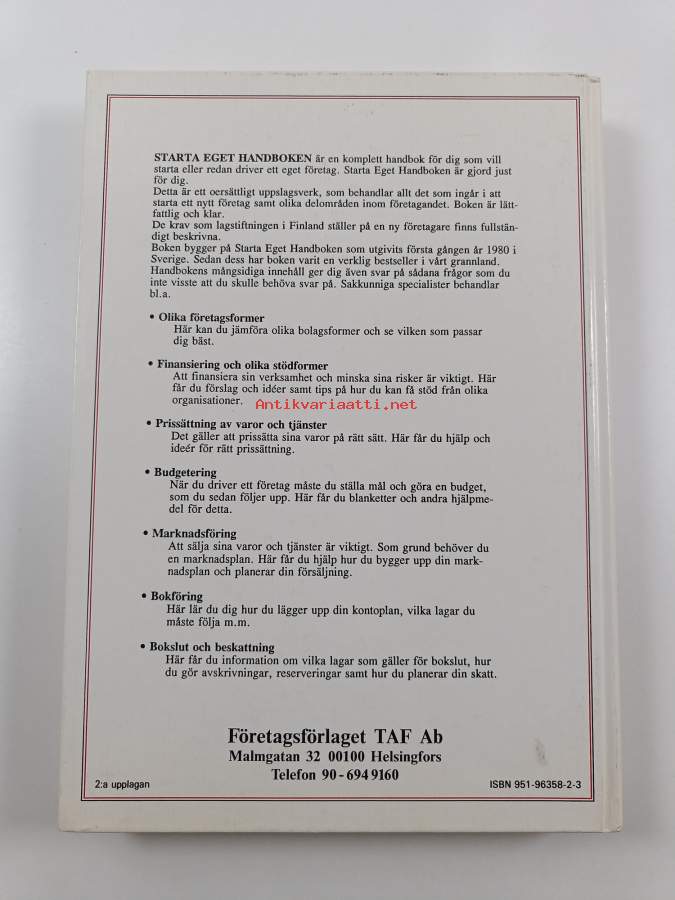 STARTA EGET HANDBOKEN är en komplett handbok för dig som vill
starta eller redan driver ett eget företag. Starta Eget Handboken är gjord just
för dig.
Detta är ett oersättligt uppslagsverk, som behandlar allt det som ingår i att
starta ett nytt företag samt olika delområden inom företagandet. Boken är lätt-
fattlig och klar.
De krav som lagstiftningen i Finland ställer på en ny företagare finns fullstän-
digt beskrivna.
Boken bygger på Starta Eget Handboken som utgivits första gången år 1980 i
Sverige. Sedan dess har boken varit en verklig bestseller i vårt grannland.
Handbokens mångsidiga innehåll ger dig även svar på sådana frågor som du
inte visste att du skulle behöva svar på. Sakkunniga specialister behandlar
bl.a.
• Olika företagsformer
Här kan du jämföra olika bolagsformer och se vilken som passar
dig bäst.
• Finansiering och olika stödformer
Att finansiera sin verksamhet och minska sina risker är viktigt. Här
får du förslag och idéer samt tips på hur du kan få stöd från olika
organisationer.
Antikvariaatti.net
• Prissättning av varor och tjänster
Det gäller att prissätta sina varor på rätt sätt. Här får du hjälp och
ideér för rätt prissättning.
• Budgetering
När du driver ett företag måste du ställa mål och göra en budget,
som du sedan följer upp. Här får du blanketter och andra hjälpme-
del för detta.
• Marknadsföring
Att sälja sina varor och tjänster är viktigt. Som grund behöver du
en marknadsplan. Här får du hjälp hur du bygger upp din mark-
nadsplan och planerar din försäljning.
• Bokföring
Här lär du dig hur du lägger upp din kontoplan, vilka lagar du
måste följa m.m.
• Bokslut och beskattning
Här får du information om vilka lagar som gäller för bokslut, hur
du gör avskrivningar, reserveringar samt hur du planerar din skatt.
Företagsförlaget TAF Ab
Malmgatan 32 00100 Helsingfors
Telefon 90-694 9160
2:a upplagan
ISBN 951-96358-2-3